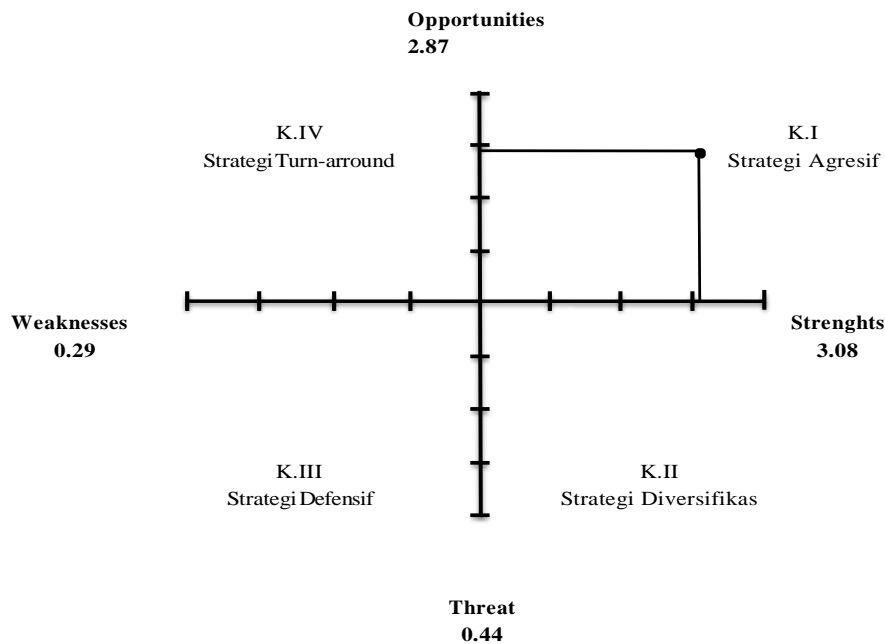 Opportunities
2.87
K.IV
Strategi Turn-arround
K.I
Strategi Agresif
Weaknesses
0.29
Strenghts
3.08
K.III
Strategi Defensif
K.II
Strategi Diversifikas
Threat
0.44